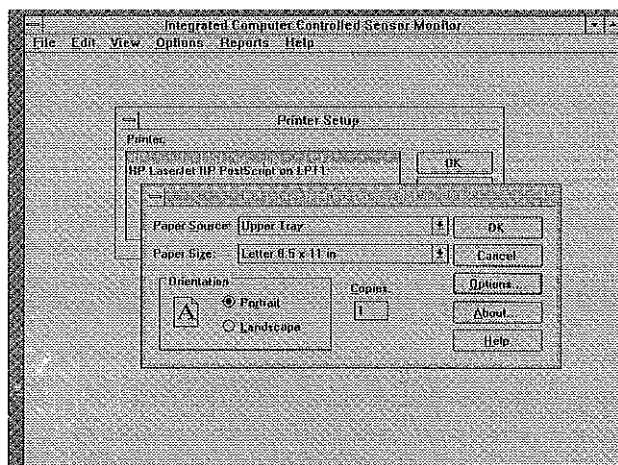 Integrated Computer Controlled Sensor Monitor
File Edit View Options Reports Help
Printer Setup
Printer:
HP LaserJet IIP PostScript on LPT1:
OK
Paper Source: Upper Tray
OK
Paper Size: Letter 8.5 x 11 in
Cancel
Orientation
Copies:
Options...
A
Portrait
1
About...
Landscape
Help